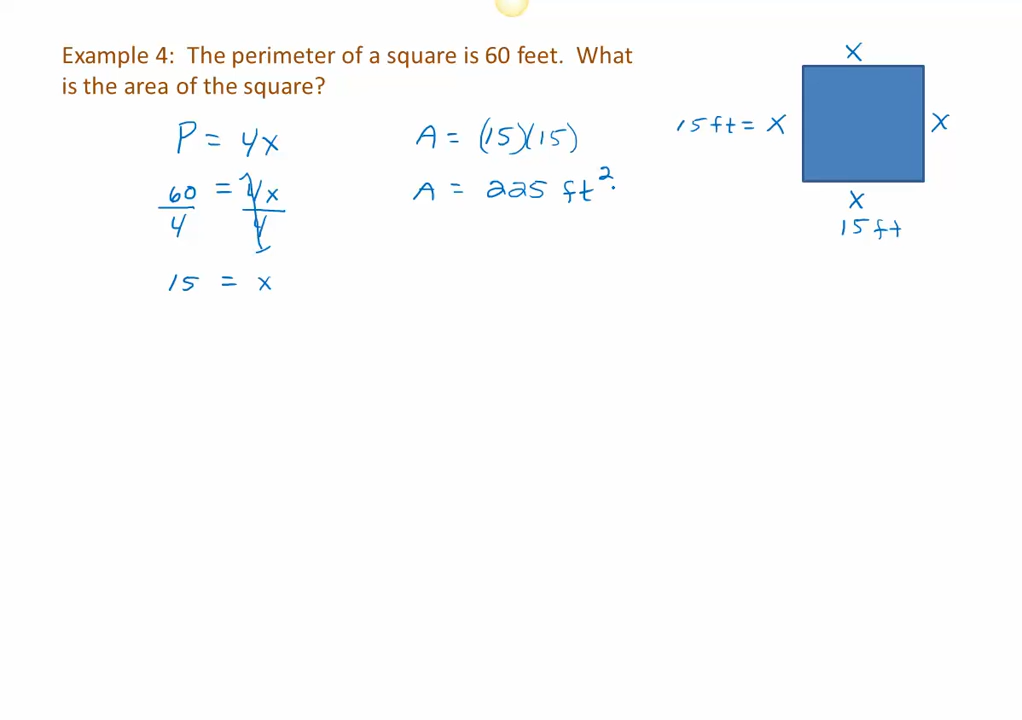 Example 4: The perimeter of a square is 60 feet. What
is the area of the square?
P = 4x
60 = 4x
4 4
15 = x
A = (15)(15)
A = 225 ft².
x
15ft = x
x
x
15ft